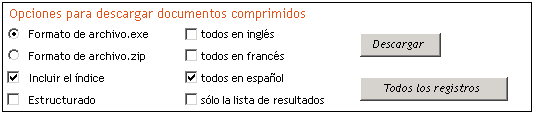 Opciones para descargar documentos comprimidos
Formato de archivo.exe
todos en inglés
Descargar
Formato de archivo.zip
todos en francés
Incluir el índice
todos en español
Todos los registros
Estructurado
sólo la lista de resultados